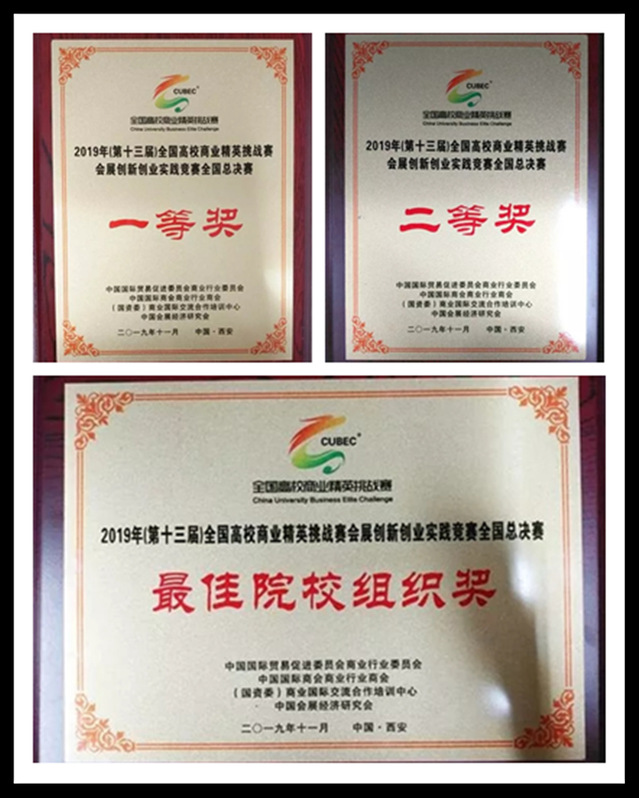 CUBEC
全国高校商业精英挑战赛
China University Business Elite Challenge
2019年(第十三届)全国高校商业精英挑战赛
会展创新创业实践竞赛全国总决赛
一等奖
中国国际贸易促进委员会商业行业委员会
中国国际商会商业行业商会
(国资委)商业国际交流合作培训中心
中国会展经济研究会
二〇一九年十一月 中国·西安
CUBEC
全国高校商业精英挑战赛
China University Business Elite Challenge
2019年(第十三届)全国高校商业精英挑战赛
会展创新创业实践竞赛全国总决赛
二等奖
中国国际贸易促进委员会商业行业委员会
中国国际商会商业行业商会
(国资委)商业国际交流合作培训中心
中国会展经济研究会
二〇一九年十一月 中国·西安
CUBEC
全国高校商业精英挑战赛
China University Business Elite Challenge
2019年(第十三届)全国高校商业精英挑战赛会展创新创业实践竞赛全国总决赛
最佳院校组织奖
中国国际贸易促进委员会商业行业委员会
中国国际商会商业行业商会
(国资委)商业国际交流合作培训中心
中国会展经济研究会
二〇一九年十一月 中国·西安